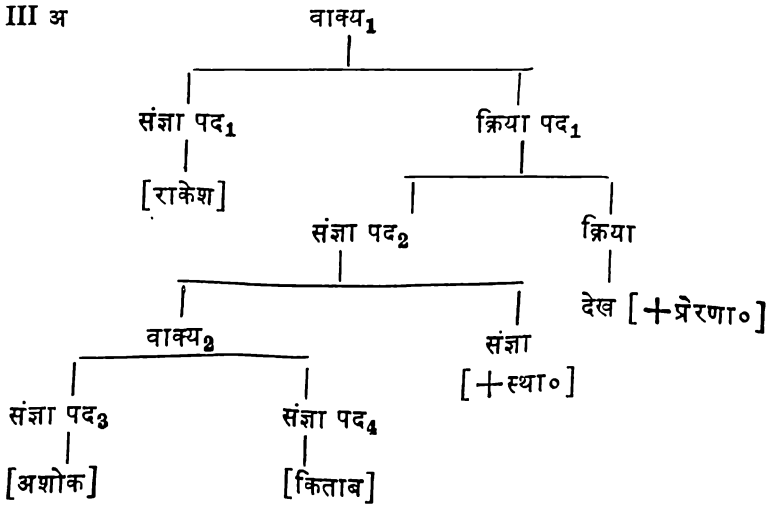 III अ
वाक्य₁
संज्ञा पद₁ क्रिया पद₁
[राकेश]
संज्ञा पद₂ क्रिया
देख [+प्रेरणा०]
वाक्य₂ संज्ञा
[+स्था०]
संज्ञा पद₃ संज्ञा पद₄
[अशोक] [किताब]